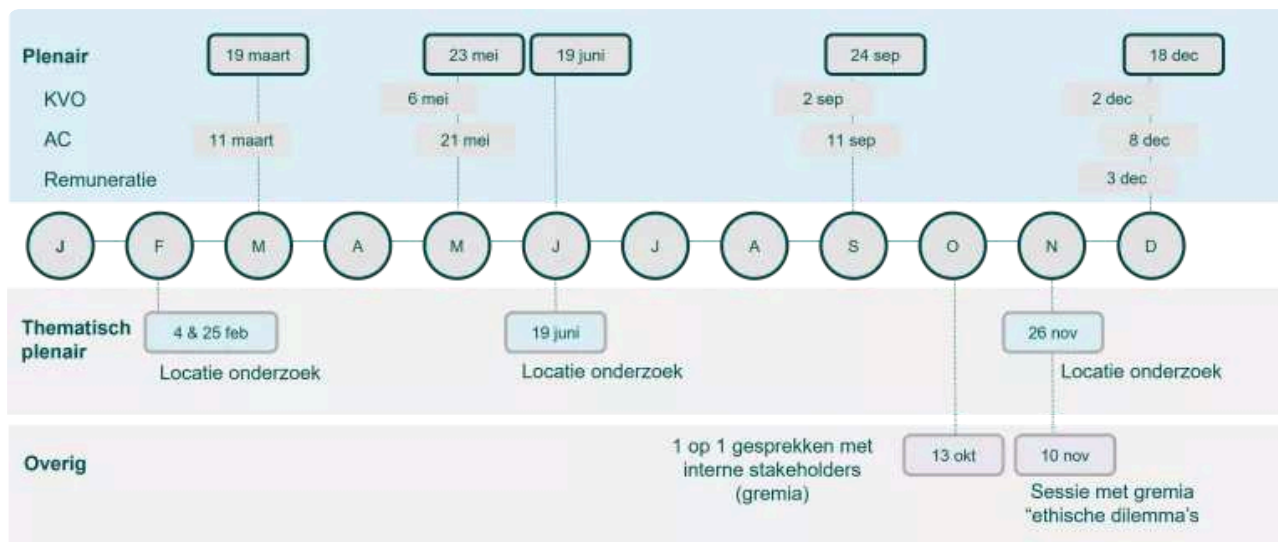 Plenair
19 maart
23 mei
19 juni
24 sep
18 dec
KVO
6 mei
2 sep
2 dec
AC
11 maart
21 mei
11 sep
8 dec
Remuneratie
3 dec
J
F
M
A
M
J
J
A
S
O
N
D
Thematisch
plenair
4 & 25 feb
19 juni
26 nov
Locatie onderzoek
Locatie onderzoek
Locatie onderzoek
Overig
1 op 1 gesprekken met
interne stakeholders
(gremia)
13 okt
10 nov
Sessie met gremia
“ethische dilemma's